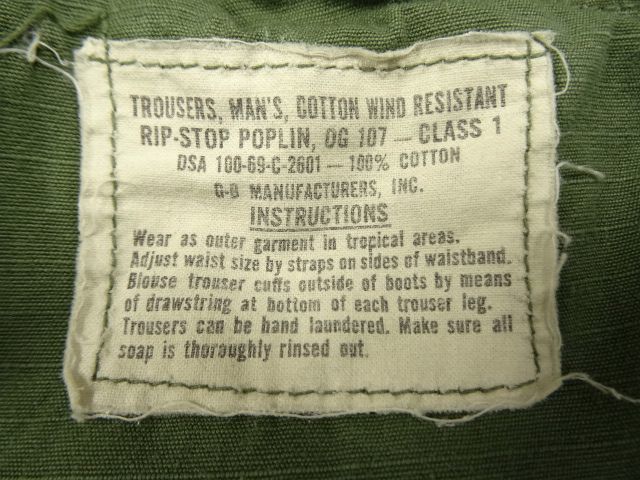 TROUSERS, MAN'S, COTTON WIND RESISTANT
RIP-STOP POPLIN, OG 107 — CLASS 1
DSA 100-69-C-2601 — 100% COTTON
MANUFACTURERS, INC.
INSTRUCTIONS
Wear as outer garment in tropical areas.
Adjust waist size by straps on sides of waistband.
Blouse trouser cuffs outside of boots by means
of drawstring at bottom of each trouser leg.
Trousers can be hand laundered. Make sure all
soap is thoroughly rinsed out.